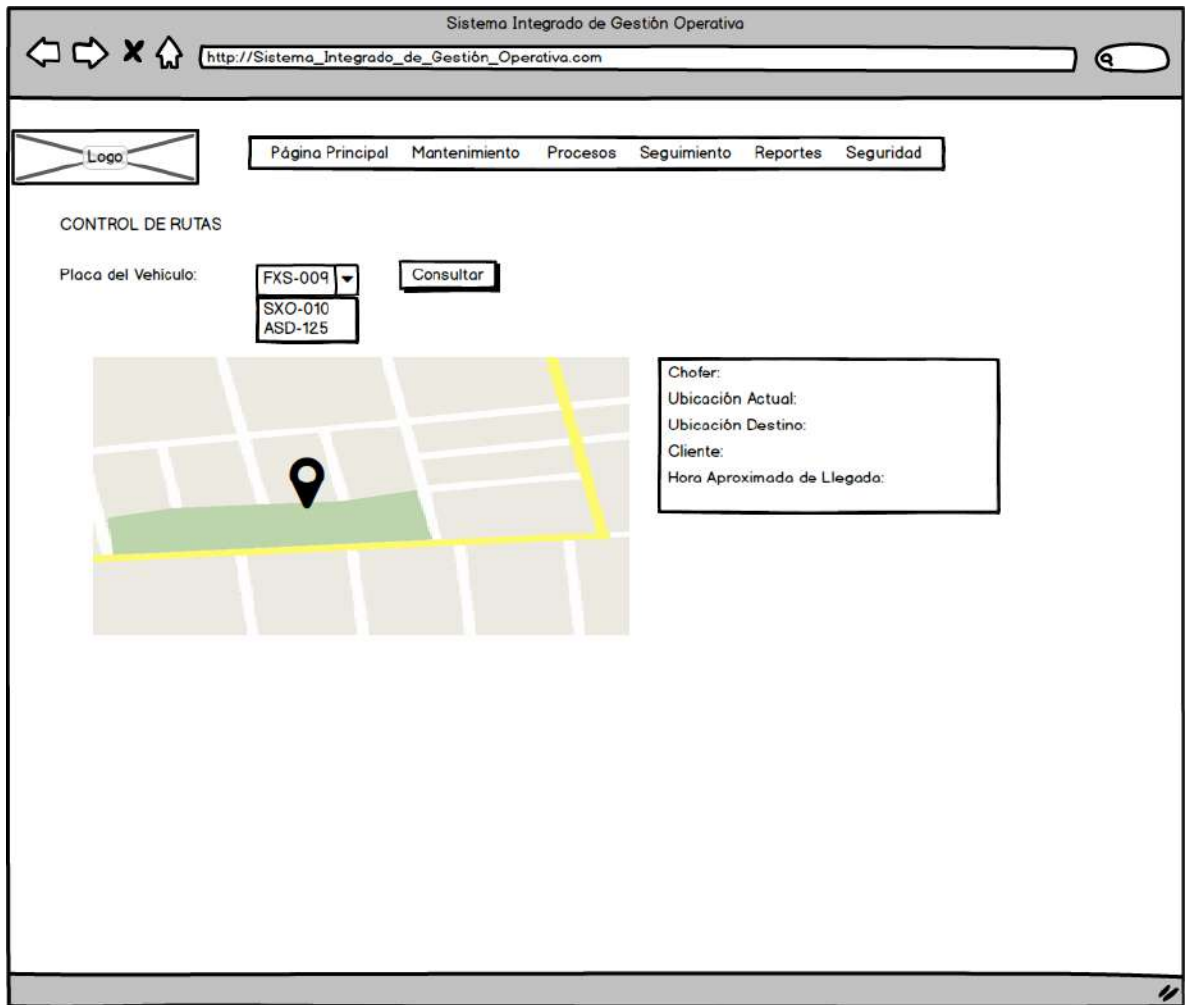 Sistema Integrado de Gestión Operativa
http://Sistema_Integrado_de_Gestión_Operativa.com
Logo
Página Principal Mantenimiento Procesos Seguimiento Reportes Seguridad
CONTROL DE RUTAS
Placa del Vehiculo:
FXS-009
Consultar
SXO-010
ASD-125
Chofer:
Ubicación Actual:
Ubicación Destino:
Cliente:
Hora Aproximada de Llegada: